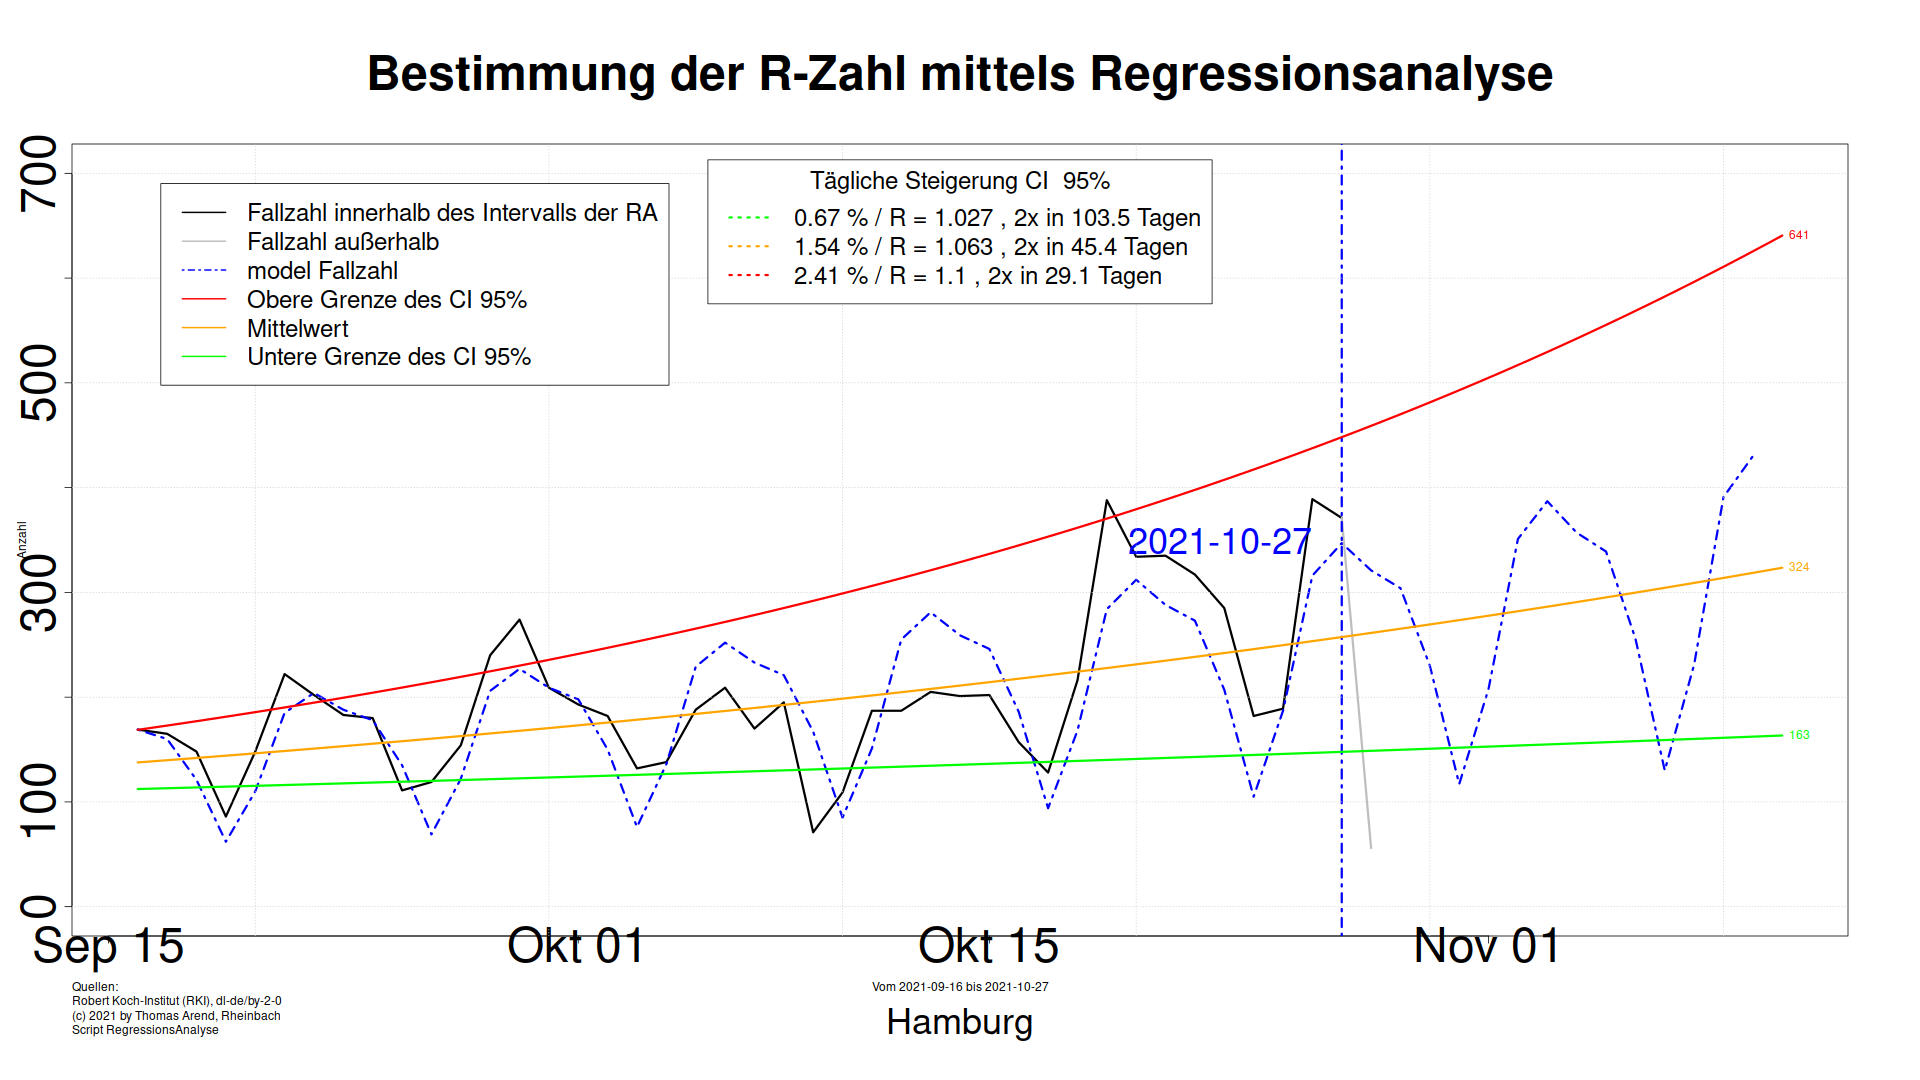 Bestimmung der R-Zahl mittels Regressionsanalyse
700
500
300
100
0
Anzahl
Fallzahl innerhalb des Intervalls der RA
Fallzahl außerhalb
model Fallzahl
Obere Grenze des CI 95%
Mittelwert
Untere Grenze des CI 95%
Tägliche Steigerung CI 95%
0.67 % / R = 1.027 , 2x in 103.5 Tagen
1.54 % / R = 1.063 , 2x in 45.4 Tagen
2.41 % / R = 1.1 , 2x in 29.1 Tagen
641
2021-10-27
324
163
Sep 15 Okt 01 Okt 15 Nov 01
Quellen:
Robert Koch-Institut (RKI), dl-de/by-2-0
(c) 2021 by Thomas Arend, Rheinbach
Script RegressionsAnalyse
Vom 2021-09-16 bis 2021-10-27
Hamburg